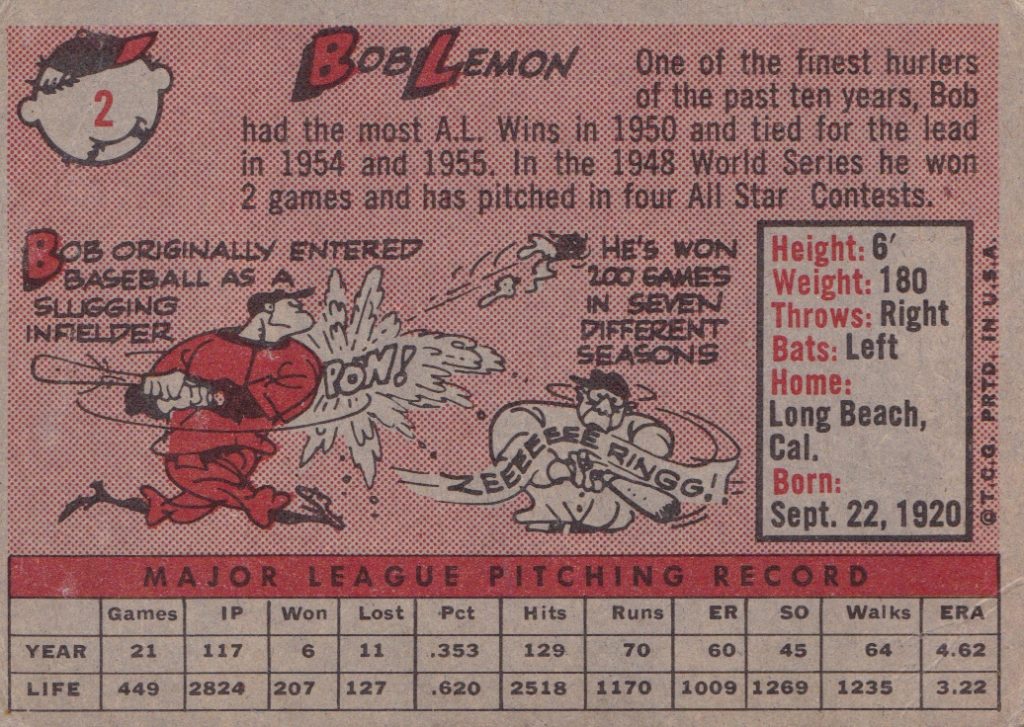 2
BOB LEMON
One of the finest hurlers
of the past ten years, Bob
had the most A.L. Wins in 1950 and tied for the lead
in 1954 and 1955. In the 1948 World Series he won
2 games and has pitched in four All Star Contests.
BOB ORIGINALLY ENTERED
BASEBALL AS A
SLUGGING
INFIELDER
POW!
HE'S WON
200 GAMES
IN SEVEN
DIFFERENT
SEASONS
ZEEEEEEE RINGG!
Height: 6'
Weight: 180
Throws: Right
Bats: Left
Home:
Long Beach,
Cal.
Born:
Sept. 22, 1920
© T.C.G. PRTD. IN U.S.A
MAJOR LEAGUE PITCHING RECORD
Games IP Won Lost Pct Hits Runs ER SO Walks ERA
YEAR 21 117 6 11 .353 129 70 60 45 64 4.62
LIFE 449 2824 207 127 .620 2518 1170 1009 1269 1235 3.22